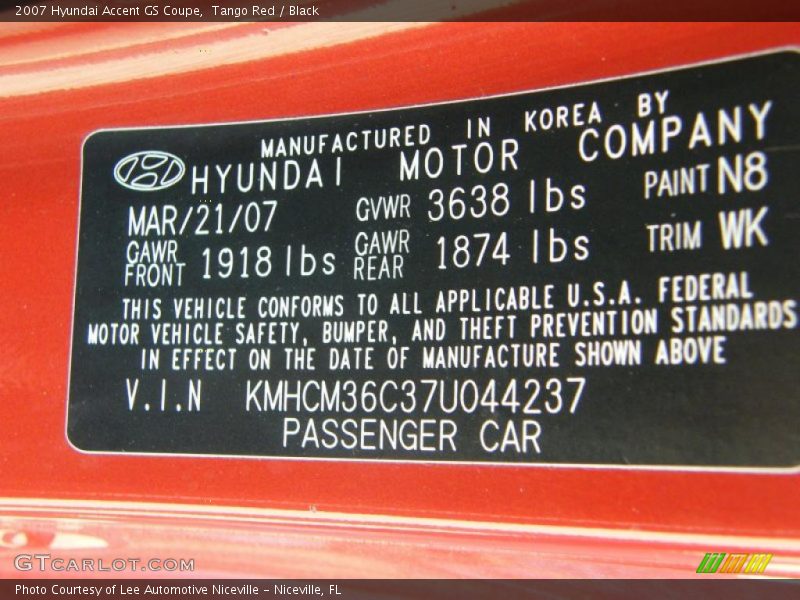 2007 Hyundai Accent GS Coupe,  Tango Red / Black
MANUFACTURED IN KOREA BY
HYUNDAI MOTOR COMPANY
MAR/21/07 GVWR 3638 lbs PAINT N8
GAWR FRONT 1918 lbs GAWR REAR 1874 lbs TRIM WK
THIS VEHICLE CONFORMS TO ALL APPLICABLE U.S.A. FEDERAL
MOTOR VEHICLE SAFETY, BUMPER, AND THEFT PREVENTION STANDARDS
IN EFFECT ON THE DATE OF MANUFACTURE SHOWN ABOVE
V.I.N KMHCM36C37U044237
PASSENGER CAR
GTCARLOT.COM
Photo Courtesy of Lee Automotive Niceville - Niceville, FL